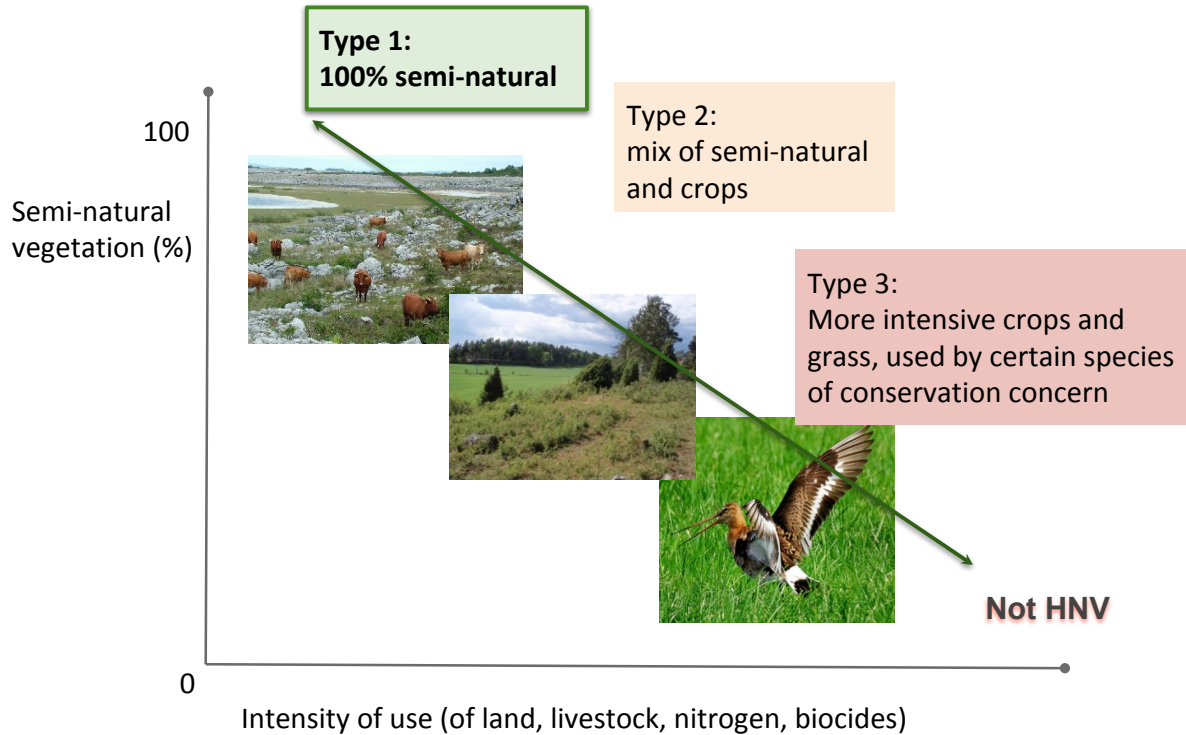 Type 1:
100% semi-natural
Type 2:
mix of semi-natural
and crops
100
Semi-natural
vegetation (%)
Type 3:
More intensive crops and
grass, used by certain species
of conservation concern
Not HNV
0
Intensity of use (of land, livestock, nitrogen, biocides)